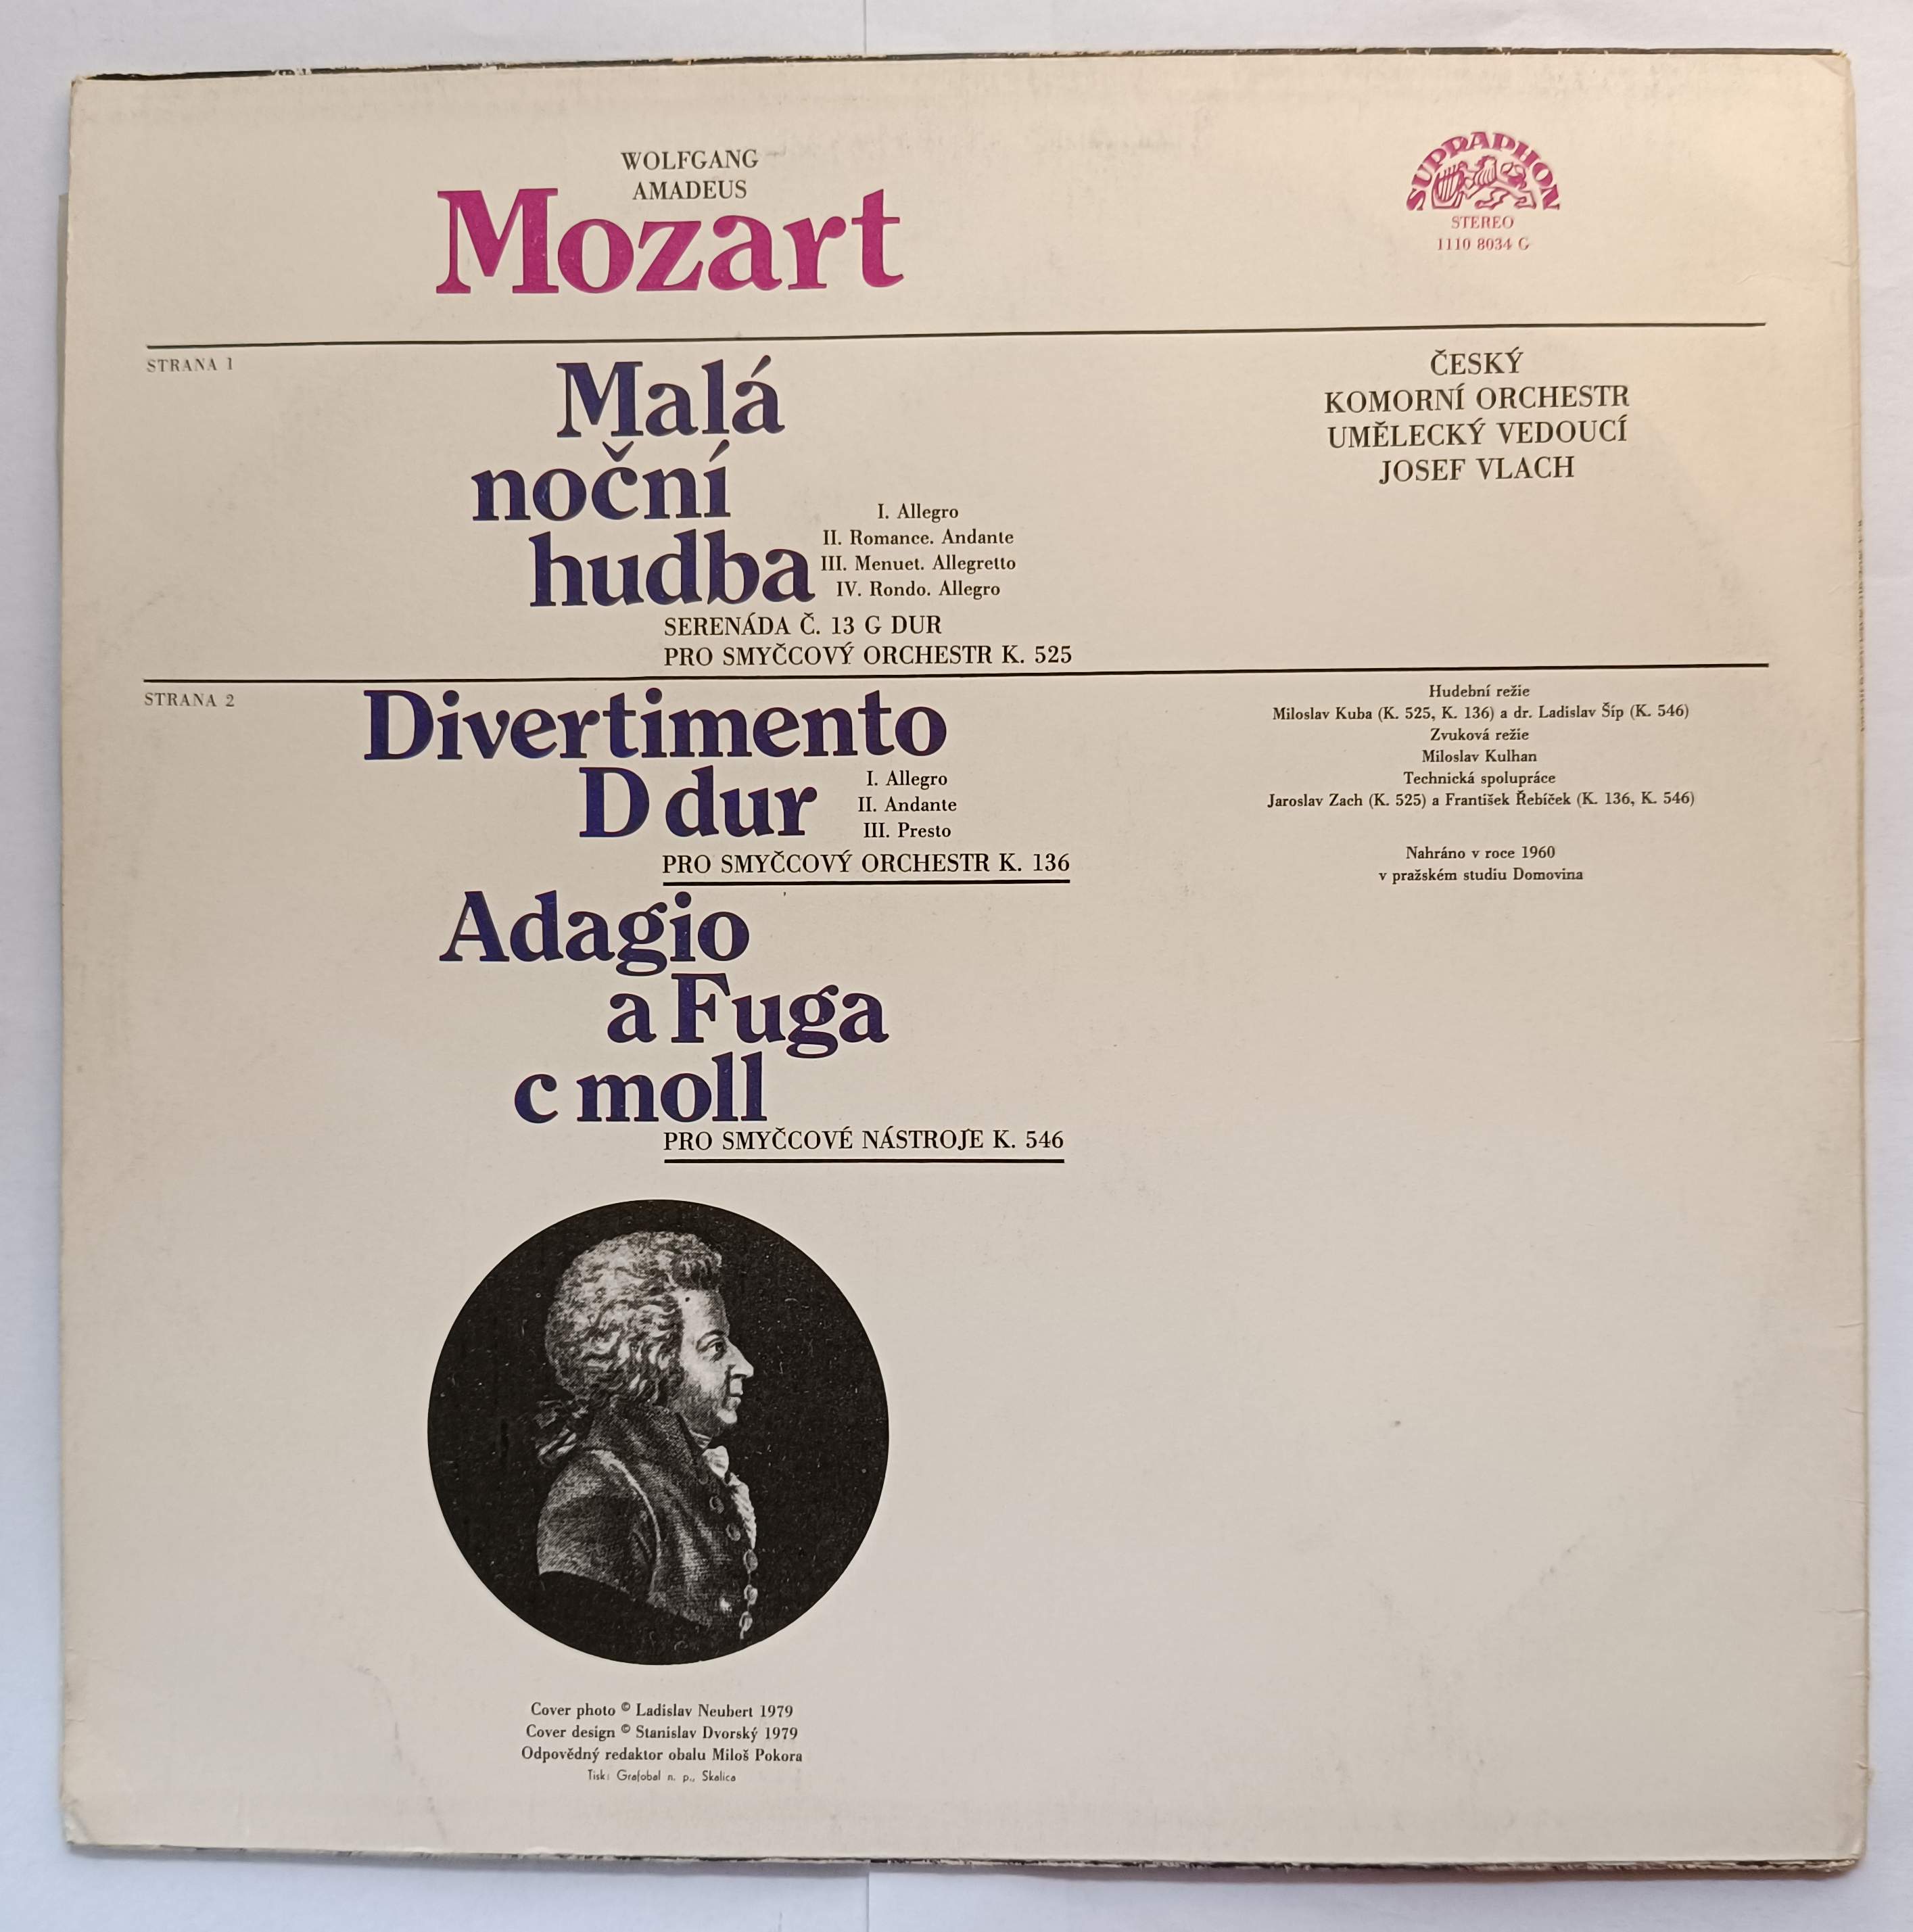 WOLFGANG
AMADEUS
Mozart
SUPRAPHON
STEREO
1110 8034 G
STRANA 1
Malá
noční
hudba
I. Allegro
II. Romance. Andante
III. Menuet. Allegretto
IV. Rondo. Allegro
SERENÁDA Č. 13 G DUR
PRO SMYČCOVÝ ORCHESTR K. 525
ČESKÝ
KOMORNÍ ORCHESTR
UMĚLECKÝ VEDOUCÍ
JOSEF VLACH
STRANA 2
Divertimento
D dur
I. Allegro
II. Andante
III. Presto
PRO SMYČCOVÝ ORCHESTR K. 136
Adagio
a Fuga
c moll
PRO SMYČCOVÉ NÁSTROJE K. 546
Hudební režie
Miloslav Kuba (K. 525, K. 136) a dr. Ladislav Šíp (K. 546)
Zvuková režie
Miloslav Kulhan
Technická spolupráce
Jaroslav Zach (K. 525) a František Řebíček (K. 136, K. 546)
Nahráno v roce 1960
v pražském studiu Domovina
Cover photo © Ladislav Neubert 1979
Cover design © Stanislav Dvorský 1979
Odpovědný redaktor obalu Miloš Pokora
Tisk: Grafobal n. p., Skalica